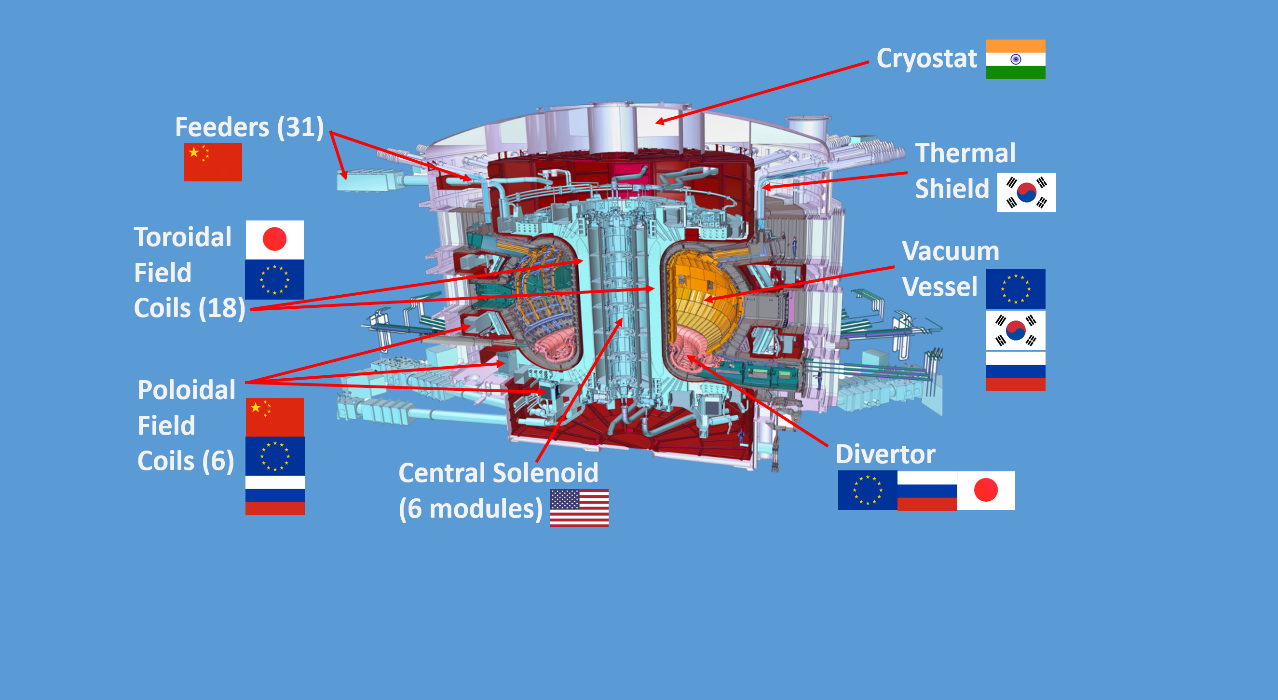 Cryostat
Feeders (31)
Thermal
Shield
Toroidal
Field
Coils (18)
Vacuum
Vessel
Poloidal
Field
Coils (6)
Central Solenoid
(6 modules)
Divertor